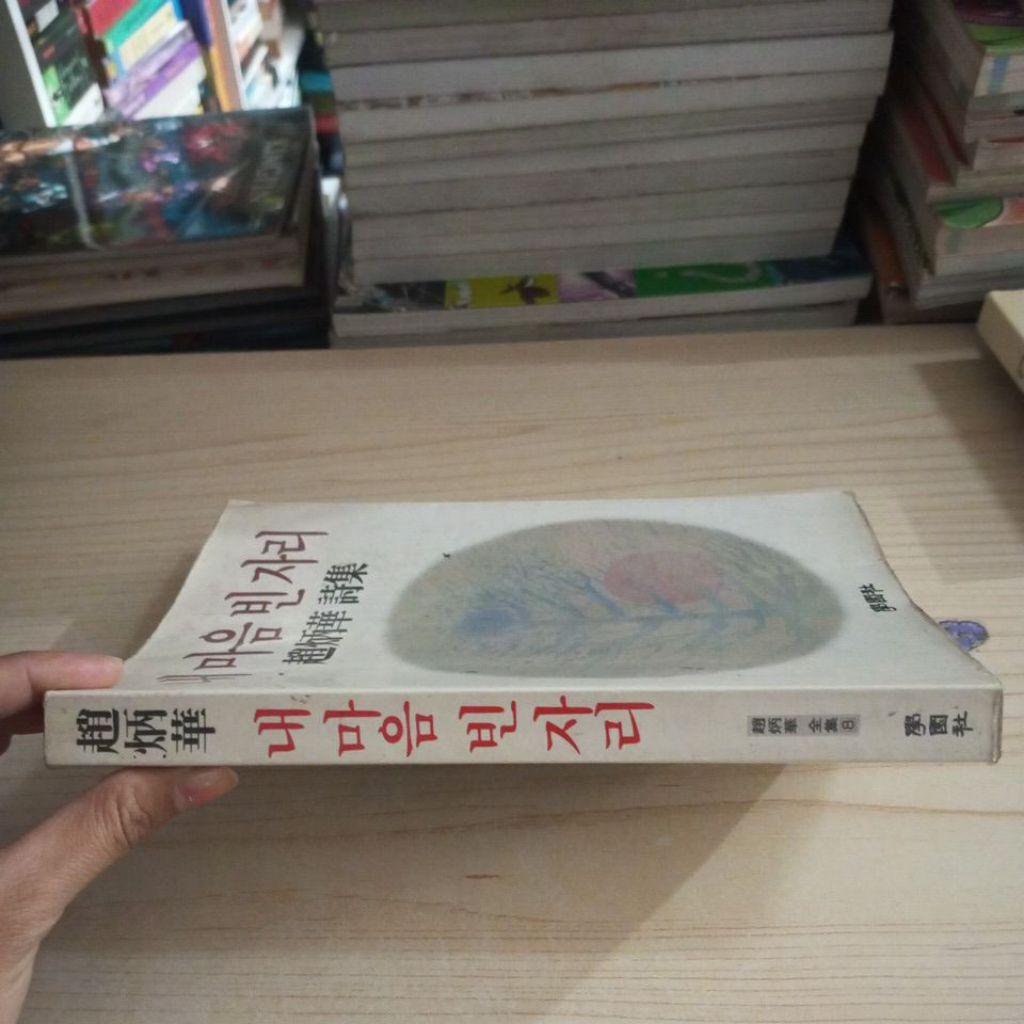 내 마음 빈 자리
趙炳華 詩集
學園社
趙炳華 내 마음 빈 자리 趙炳華 全集 8 學園社